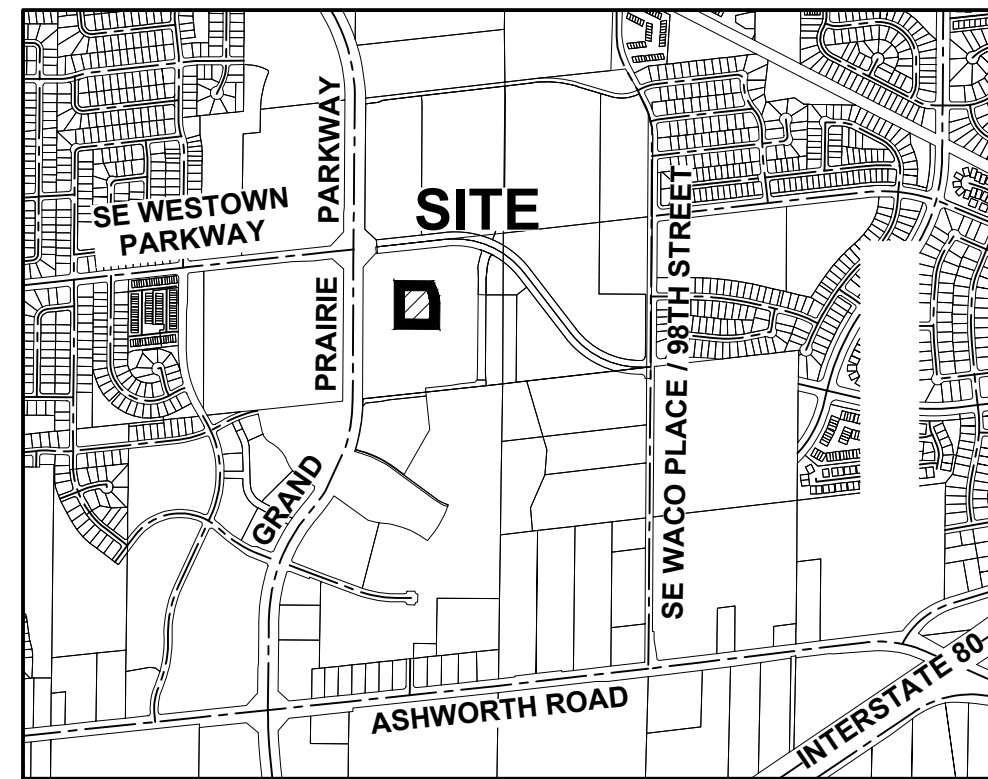 SE WESTOWN
PARKWAY
GRAND PRAIRIE PARKWAY
SITE
SE WACO PLACE / 98TH STREET
ASHWORTH ROAD
INTERSTATE 80